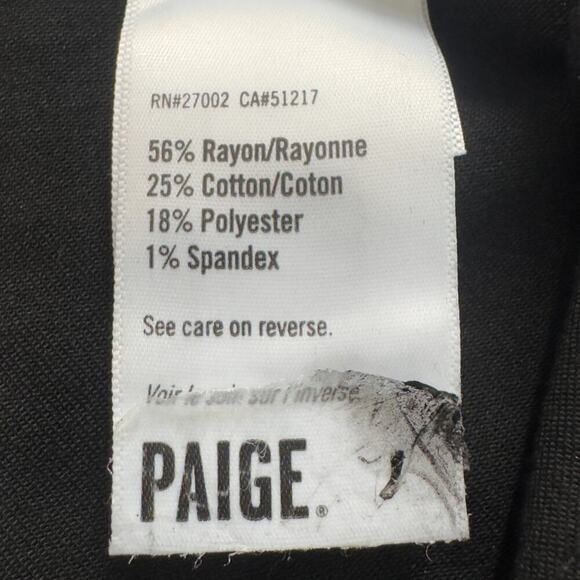 RN#27002 CA#51217
56% Rayon/Rayonne
25% Cotton/Coton
18% Polyester
1% Spandex
See care on reverse.
Voir le soin sur l'inverse
PAIGE®